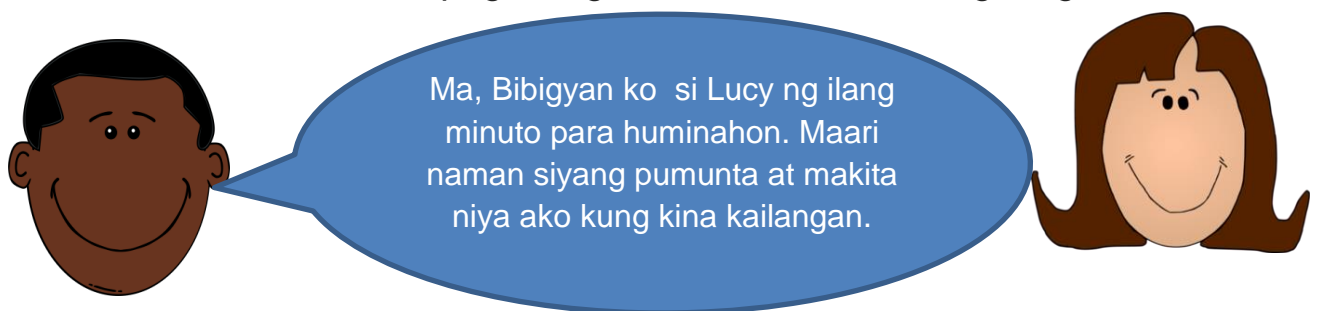 Ma, Bibigyan ko si Lucy ng ilang
minuto para huminahon. Maari
naman siyang pumunta at makita
niya ako kung kina kailangan.